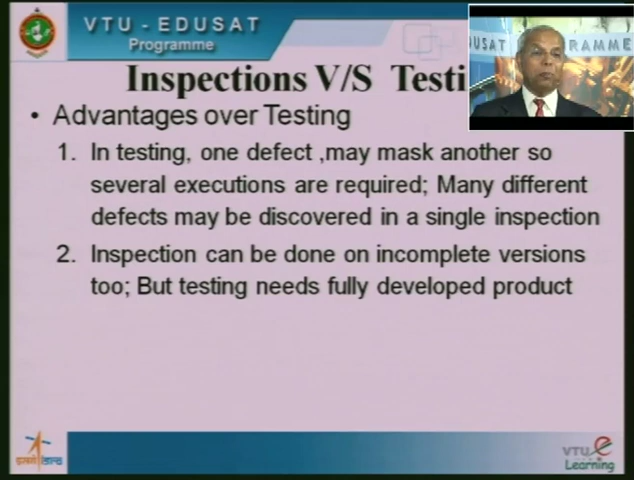 VTU - EDUSAT
Programme
Inspections V/S Testi
• Advantages over Testing
1. In testing, one defect ,may mask another so
several executions are required; Many different
defects may be discovered in a single inspection
2. Inspection can be done on incomplete versions
too; But testing needs fully developed product
DUSAT
RAMME
VTU e
Learning